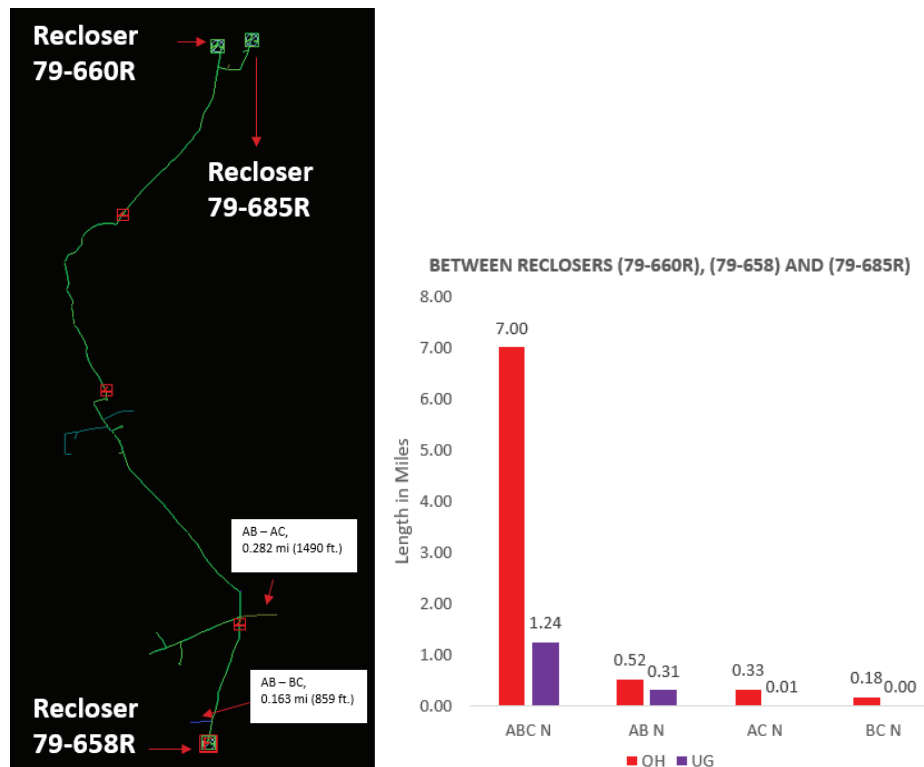 Recloser
79-660R
Recloser
79-685R
AB – AC,
0.282 mi (1490 ft.)
AB – BC,
0.163 mi (859 ft.)
Recloser
79-658R
BETWEEN RECLOSERS (79-660R), (79-658) AND (79-685R)
Length in Miles
8.00
7.00
6.00
5.00
4.00
3.00
2.00
1.00
0.00
7.00
1.24
0.52
0.31
0.33
0.01
0.18
0.00
ABC N
AB N
AC N
BC N
OH
UG